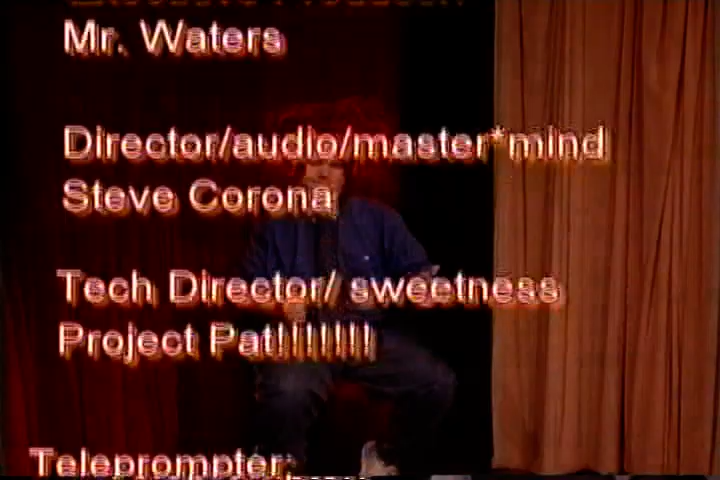 Mr. Waters
Director/audio/master*mind
Steve Corona
Tech Director/ sweetness
Project Pat!!!!!!!!
Teleprompter: